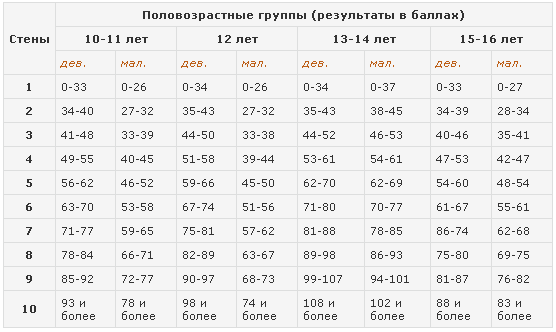 Стены Половозрастные группы (результаты в баллах)
10-11 лет 12 лет 13-14 лет 15-16 лет
дев. мал. дев. мал. дев. мал. дев. мал.
1 0-33 0-26 0-34 0-26 0-34 0-37 0-33 0-27
2 34-40 27-32 35-43 27-32 35-43 38-45 34-39 28-34
3 41-48 33-39 44-50 33-38 44-52 46-53 40-46 35-41
4 49-55 40-45 51-58 39-44 53-61 54-61 47-53 42-47
5 56-62 46-52 59-66 45-50 62-70 62-69 54-60 48-54
6 63-70 53-58 67-74 51-56 71-80 70-77 61-67 55-61
7 71-77 59-65 75-81 57-62 81-88 78-85 86-74 62-68
8 78-84 66-71 82-89 63-67 89-98 86-93 75-80 69-75
9 85-92 72-77 90-97 68-73 99-107 94-101 81-87 76-82
10 93 и более 78 и более 98 и более 74 и более 108 и более 102 и более 88 и более 83 и более